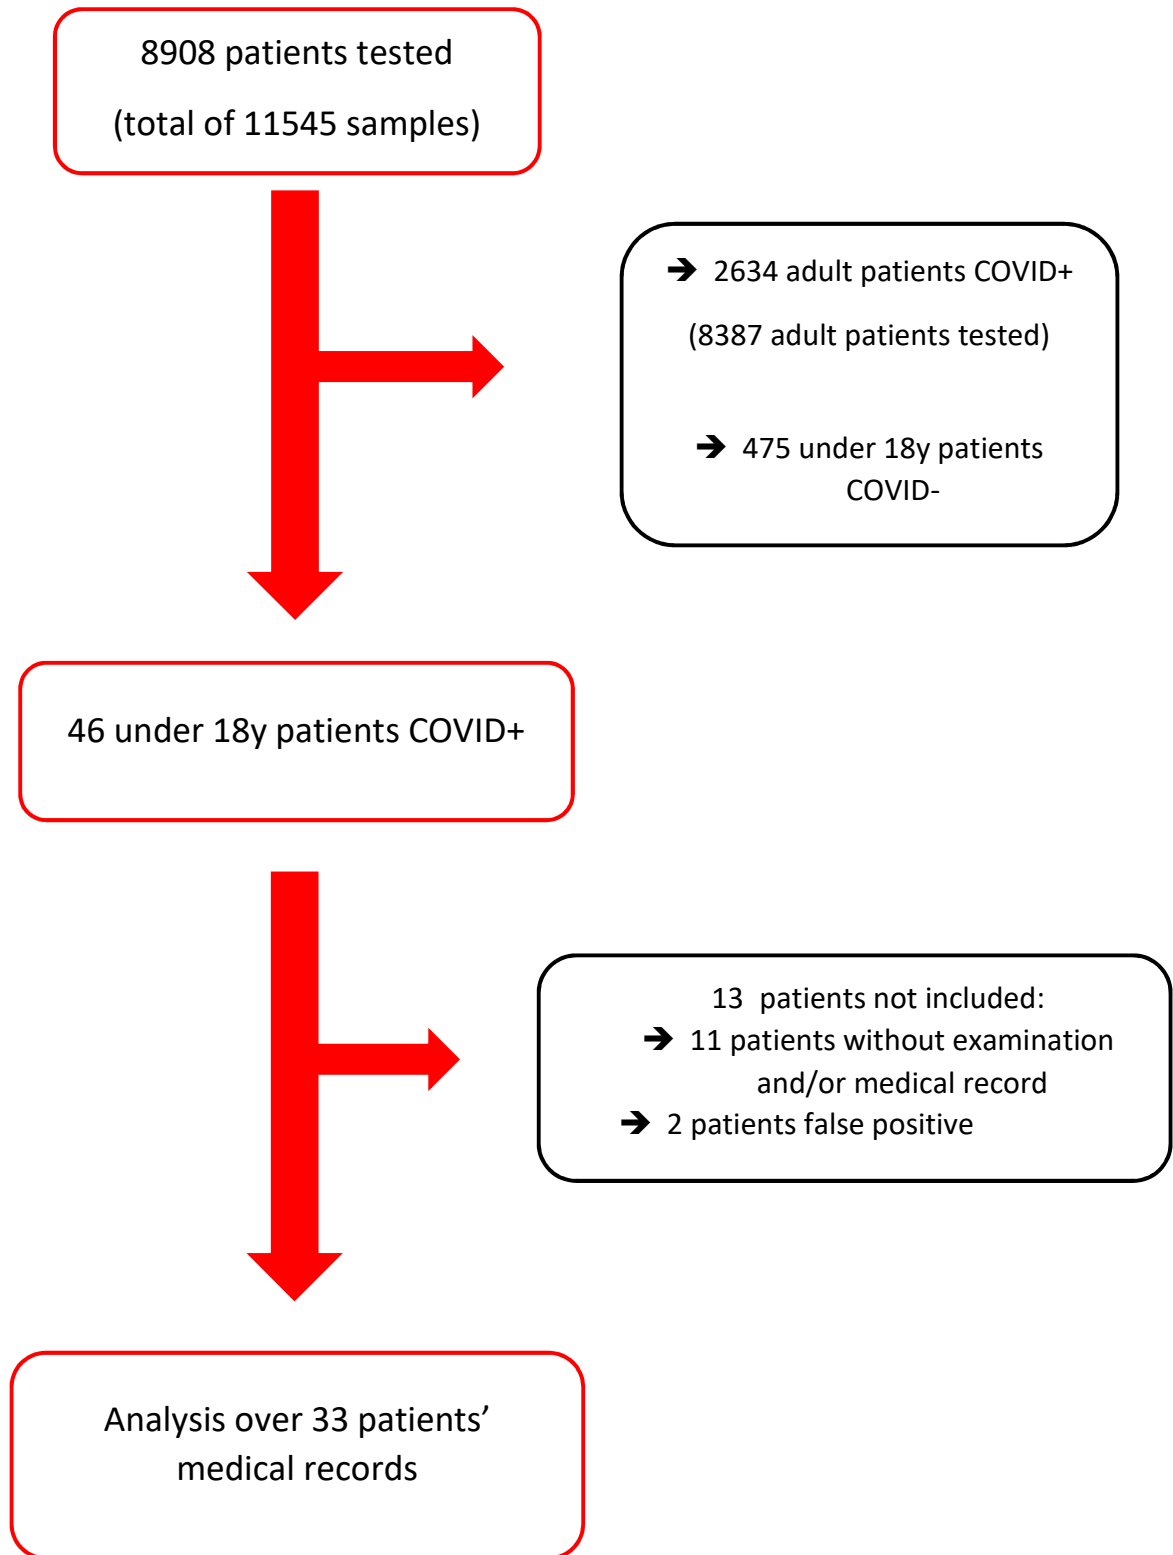 8908 patients tested
(total of 11545 samples)
➔ 2634 adult patients COVID+
(8387 adult patients tested)
➔ 475 under 18y patients
COVID-
46 under 18y patients COVID+
13  patients not included:
➔ 11 patients without examination
and/or medical record
➔ 2 patients false positive
Analysis over 33 patients’
medical records